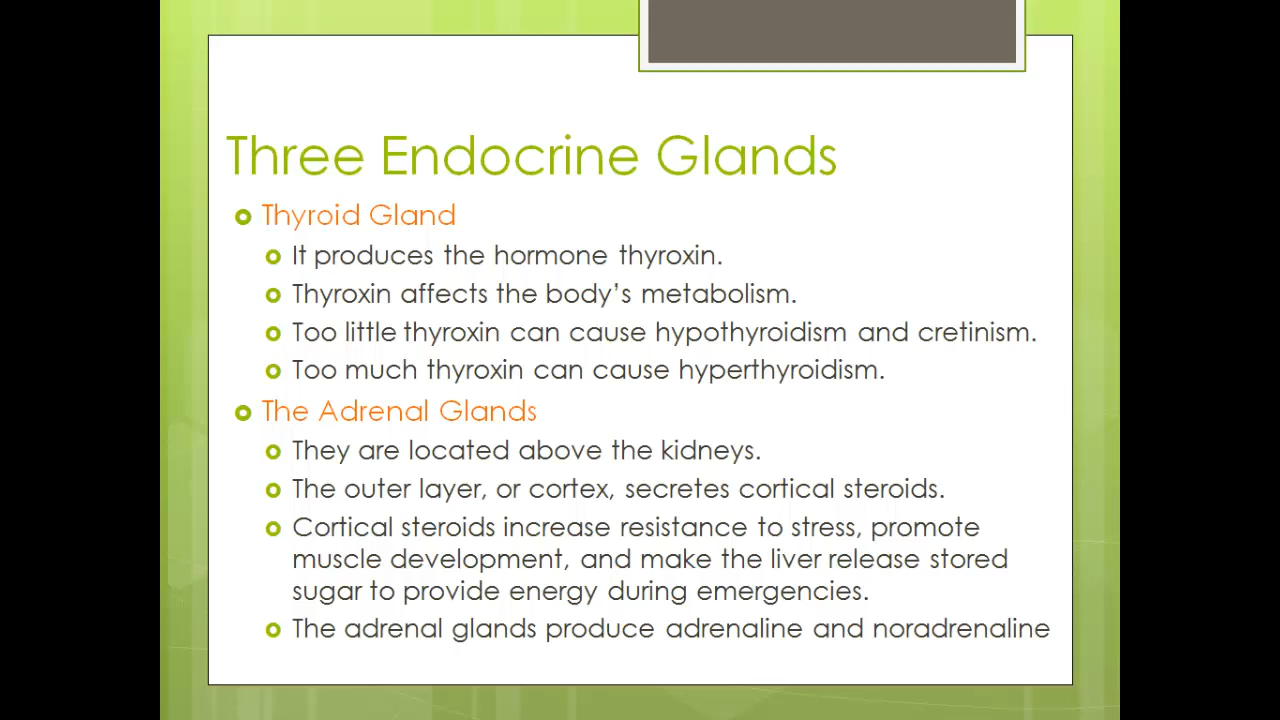 Three Endocrine Glands
Thyroid Gland
It produces the hormone thyroxin.
Thyroxin affects the body’s metabolism.
Too little thyroxin can cause hypothyroidism and cretinism.
Too much thyroxin can cause hyperthyroidism.
The Adrenal Glands
They are located above the kidneys.
The outer layer, or cortex, secretes cortical steroids.
Cortical steroids increase resistance to stress, promote
muscle development, and make the liver release stored
sugar to provide energy during emergencies.
The adrenal glands produce adrenaline and noradrenaline